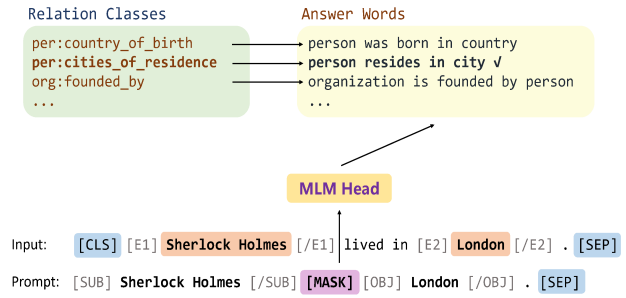 Relation Classes
Answer Words
per:country_of_birth
person was born in country
per:cities_of_residence
person resides in city ✓
org:founded_by
organization is founded by person
...
...
MLM Head
Input: [CLS] [E1] Sherlock Holmes [/E1] lived in [E2] London [/E2] . [SEP]
Prompt: [SUB] Sherlock Holmes [/SUB] [MASK] [OBJ] London [/OBJ] . [SEP]